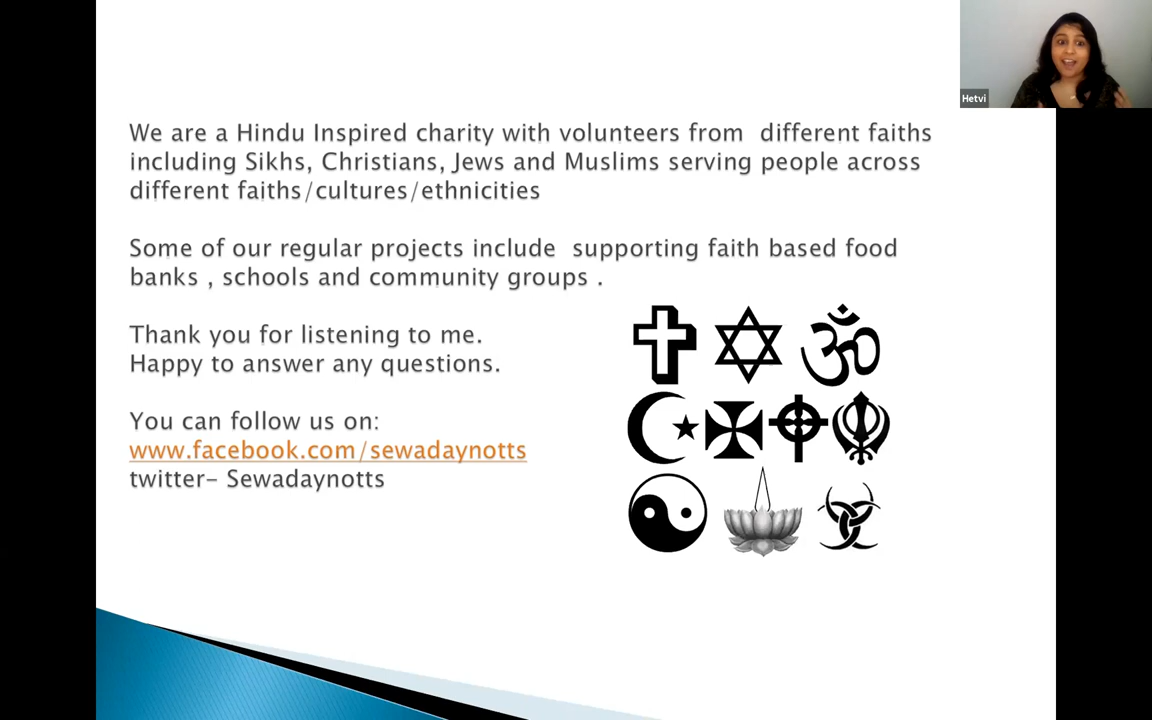 Hetvi
We are a Hindu Inspired charity with volunteers from  different faiths
including Sikhs, Christians, Jews and Muslims serving people across
different faiths/cultures/ethnicities
Some of our regular projects include  supporting faith based food
banks , schools and community groups .
Thank you for listening to me.
Happy to answer any questions.
You can follow us on:
www.facebook.com/sewadaynotts
twitter- Sewadaynotts
ॐ